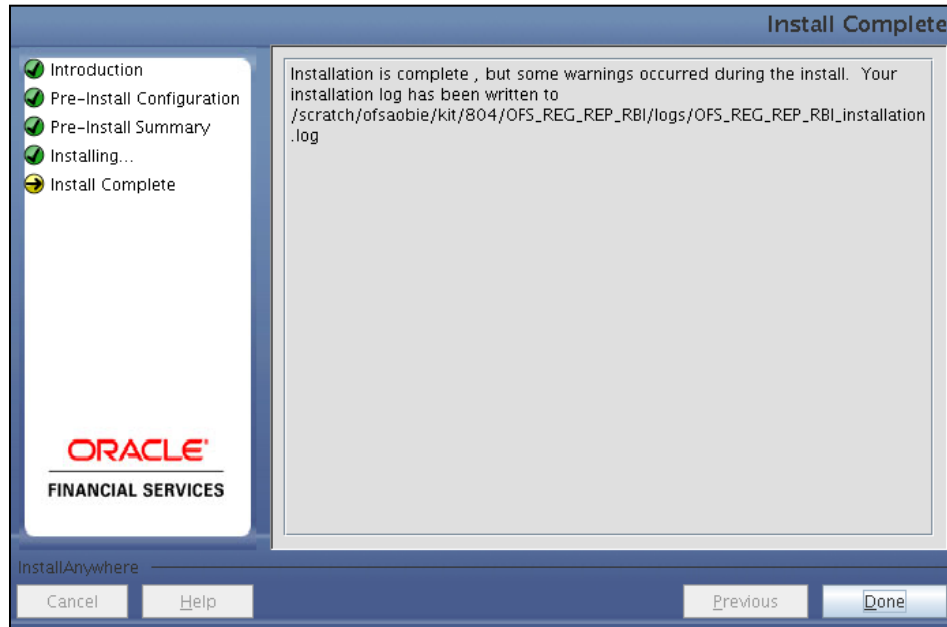 Install Complete
Introduction
Pre-Install Configuration
Pre-Install Summary
Installing...
Install Complete
Installation is complete , but some warnings occurred during the install. Your
installation log has been written to
/scratch/ofsaobie/kit/804/OFS_REG_REP_RBI/logs/OFS_REG_REP_RBI_installation
.log
ORACLE
FINANCIAL SERVICES
InstallAnywhere
Cancel
Help
Previous
Done